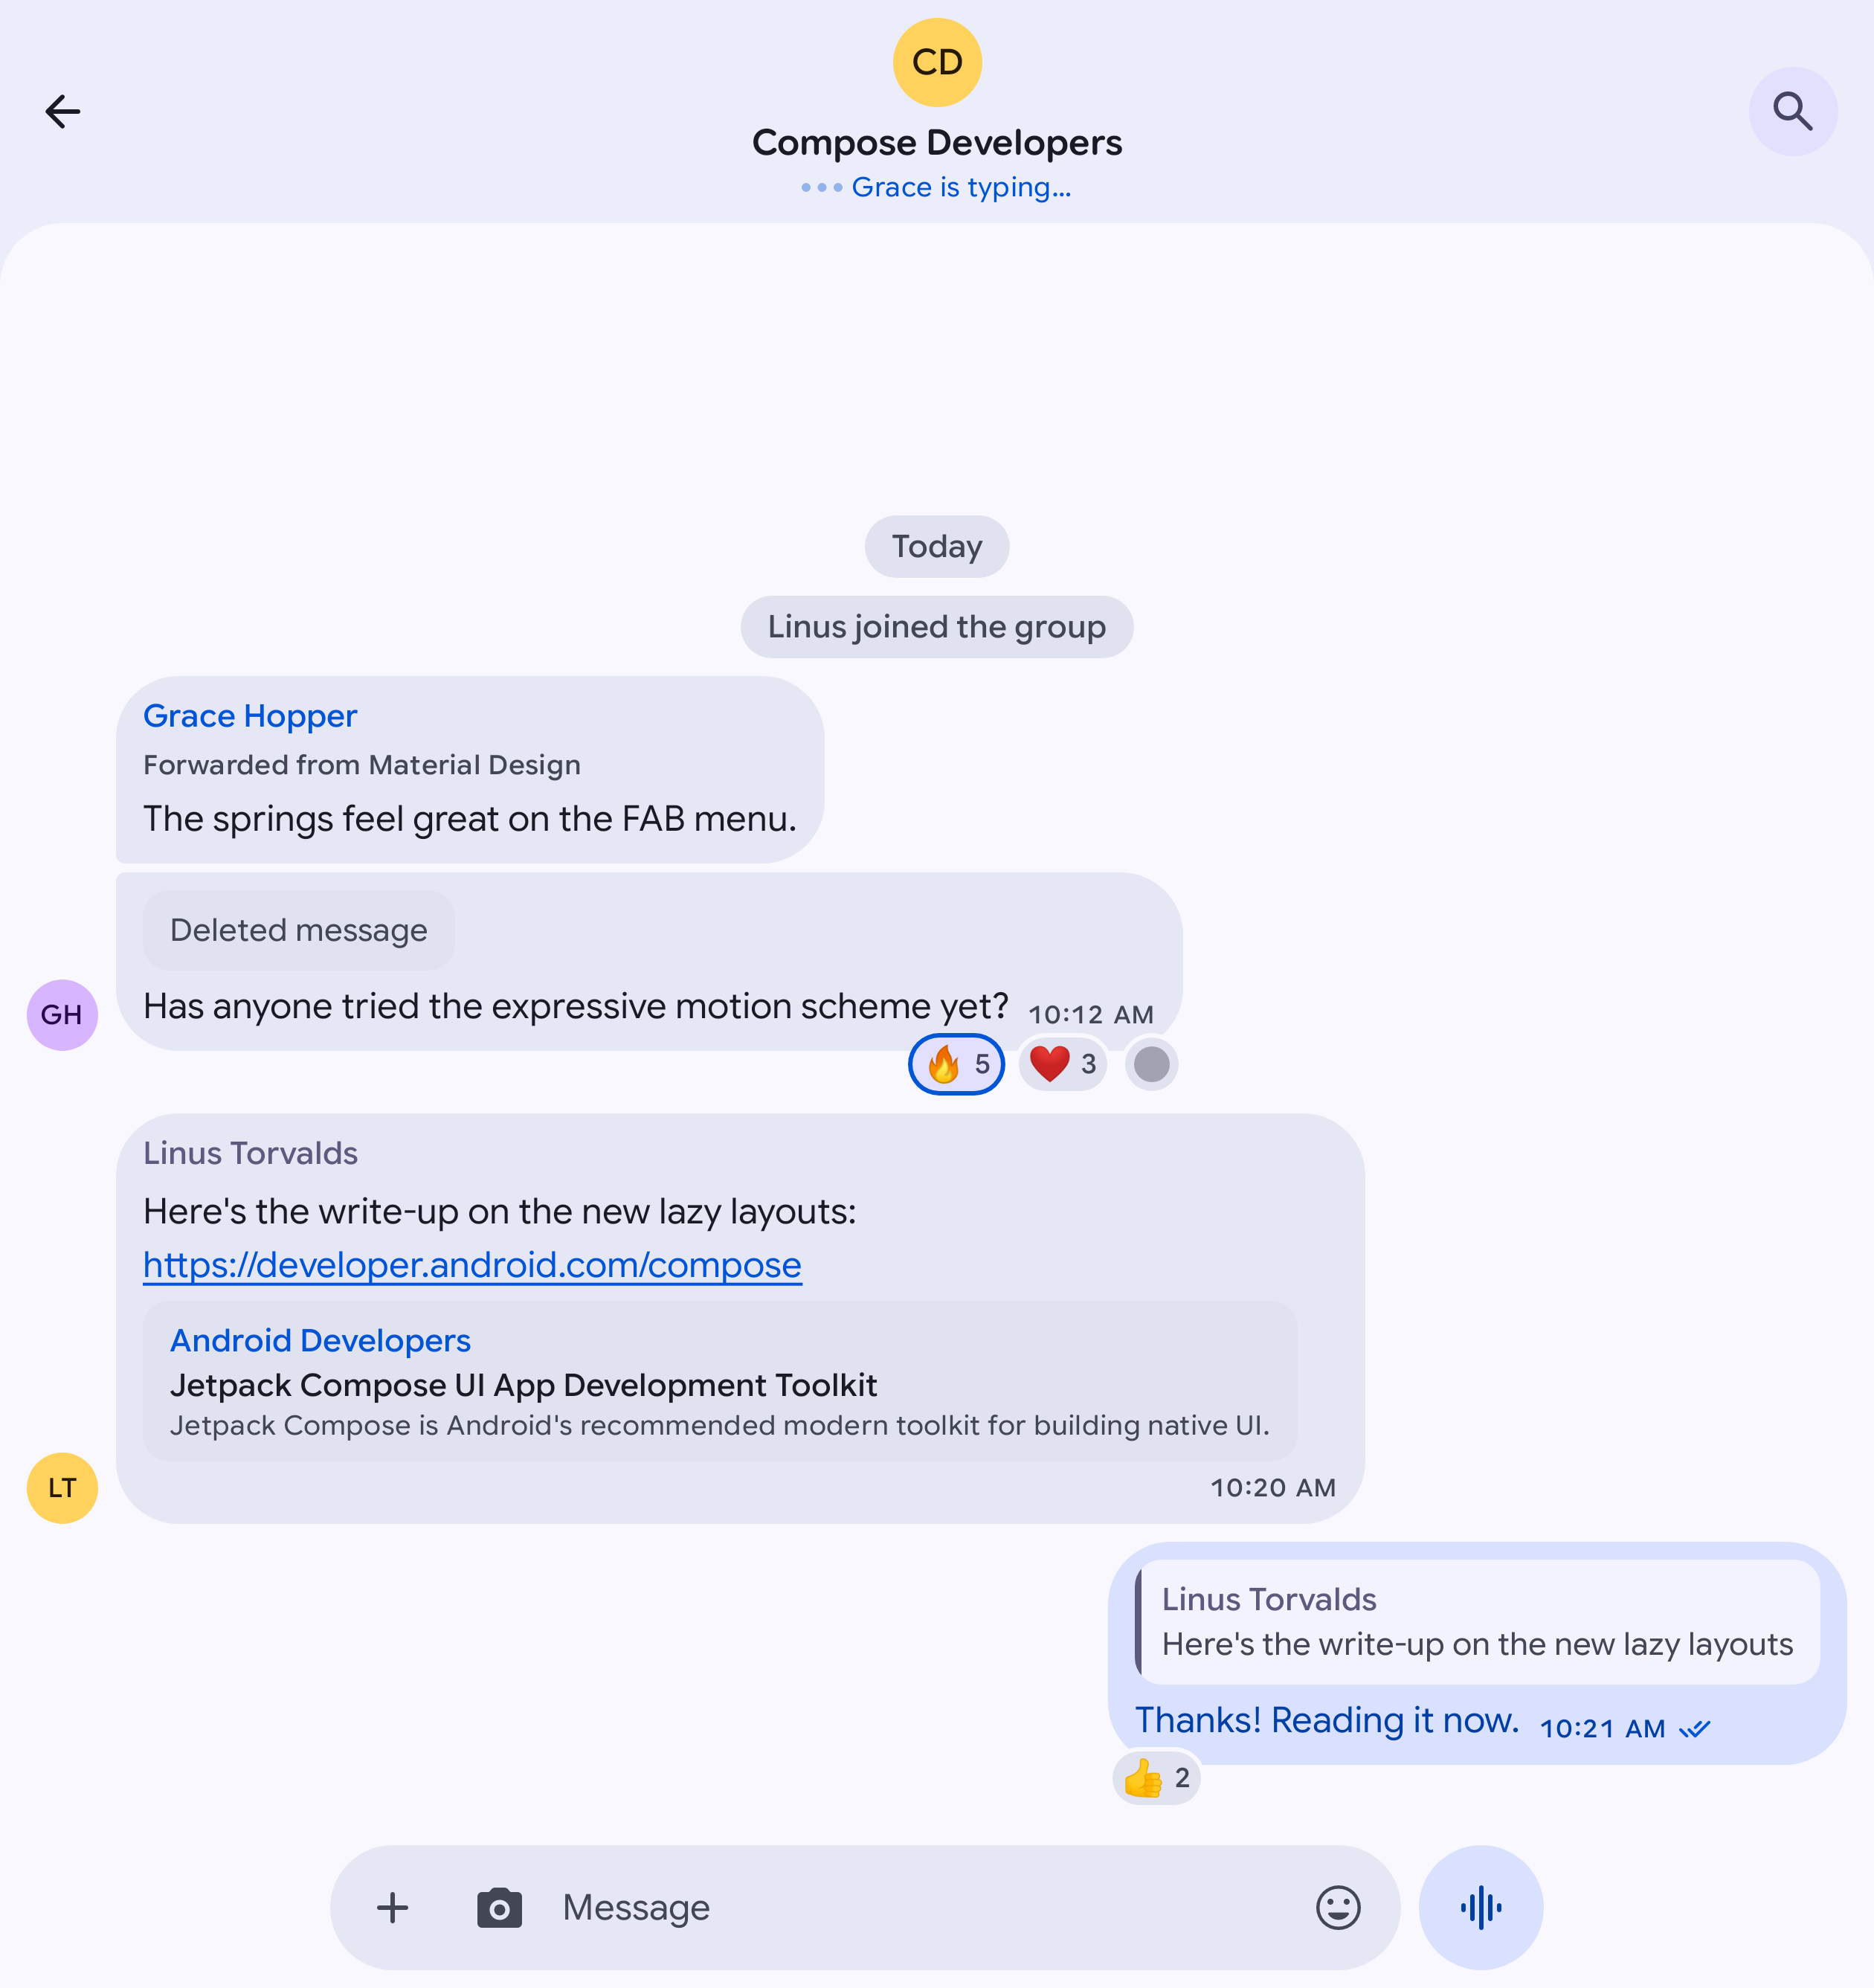 CD
Compose Developers
Grace is typing...
Today
Linus joined the group
Grace Hopper
Forwarded from Material Design
The springs feel great on the FAB menu.
Deleted message
GH
Has anyone tried the expressive motion scheme yet? 10:12 AM
5 3
Linus Torvalds
Here's the write-up on the new lazy layouts:
https://developer.android.com/compose
Android Developers
Jetpack Compose UI App Development Toolkit
Jetpack Compose is Android's recommended modern toolkit for building native UI.
LT
10:20 AM
Linus Torvalds
Here's the write-up on the new lazy layouts
Thanks! Reading it now. 10:21 AM
2
Message